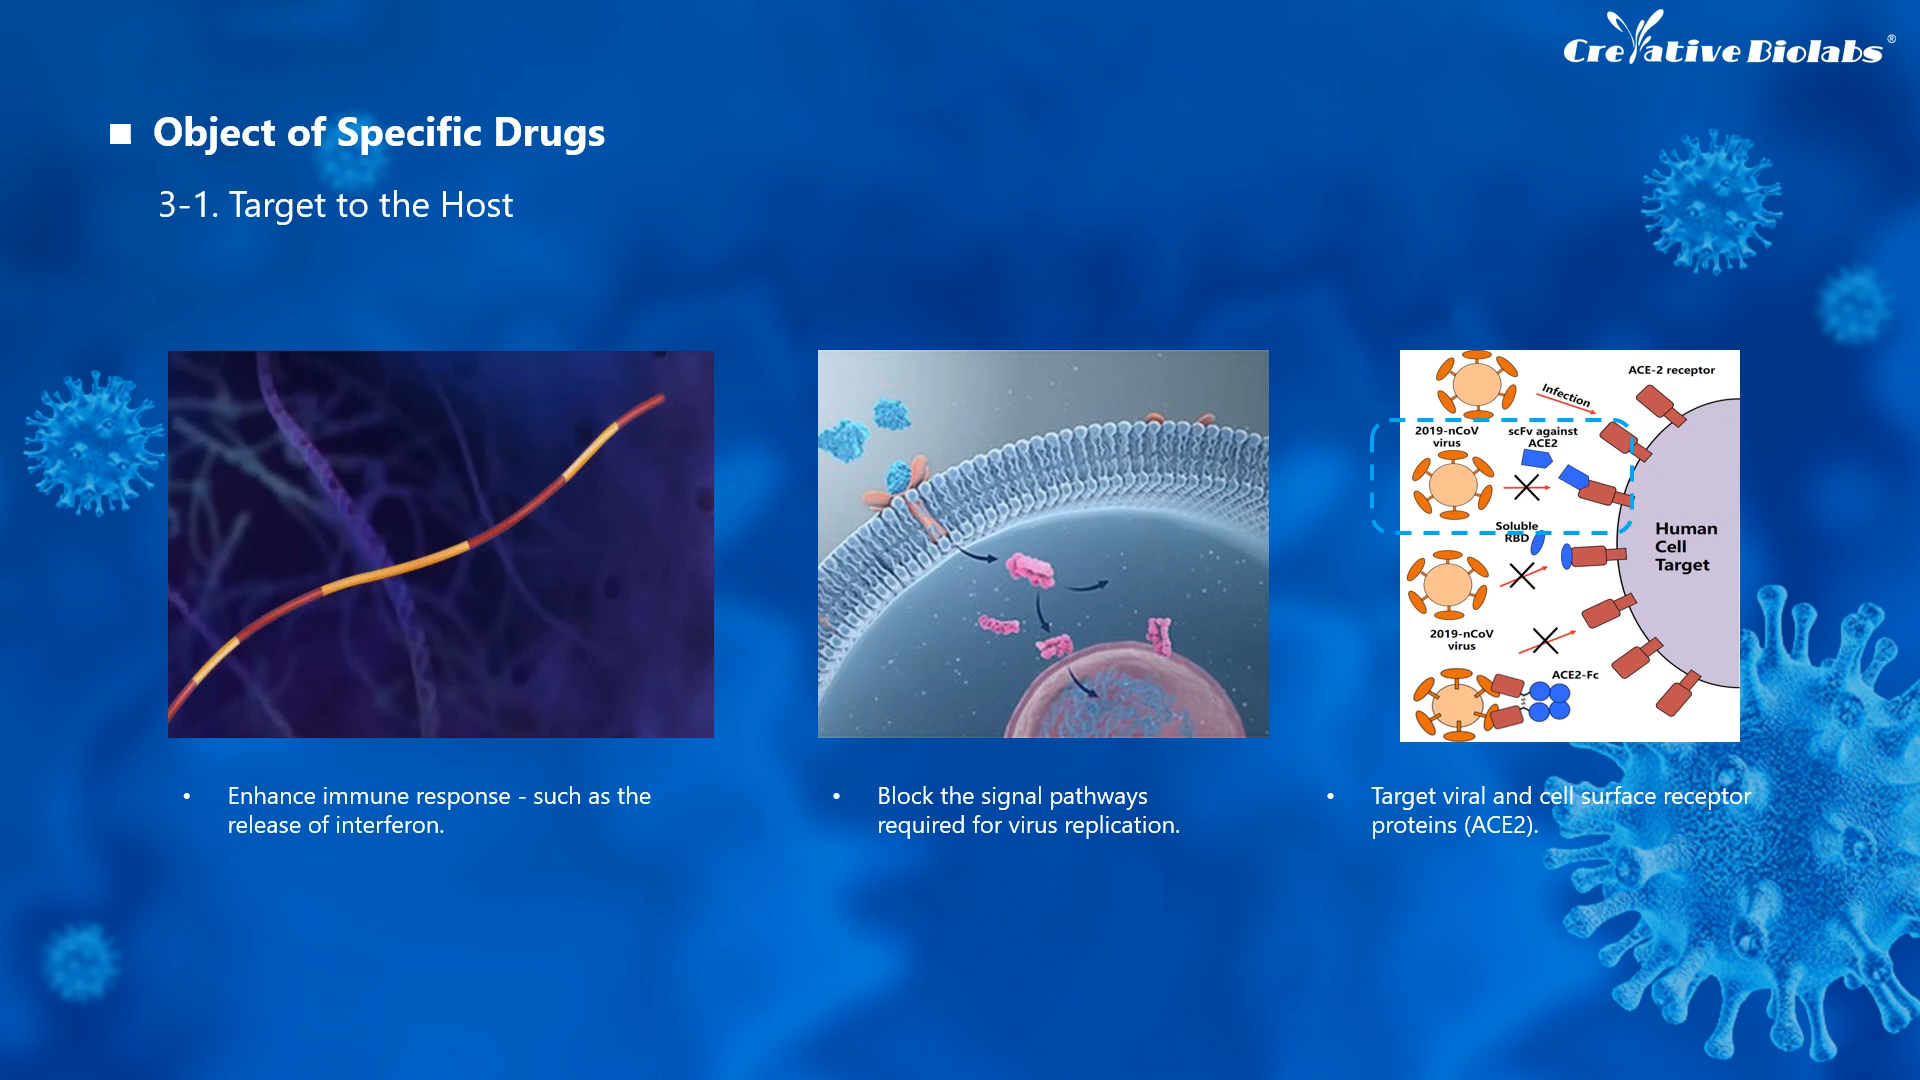 Creative Biolabs®
■ Object of Specific Drugs
3-1. Target to the Host
ACE-2 receptor
Infection
2019-nCoV
virus
scFv against
ACE2
Soluble
RBD
Human
Cell
Target
2019-nCoV
virus
ACE2-Fc
• Enhance immune response - such as the
release of interferon.
• Block the signal pathways
required for virus replication.
• Target viral and cell surface receptor
proteins (ACE2).